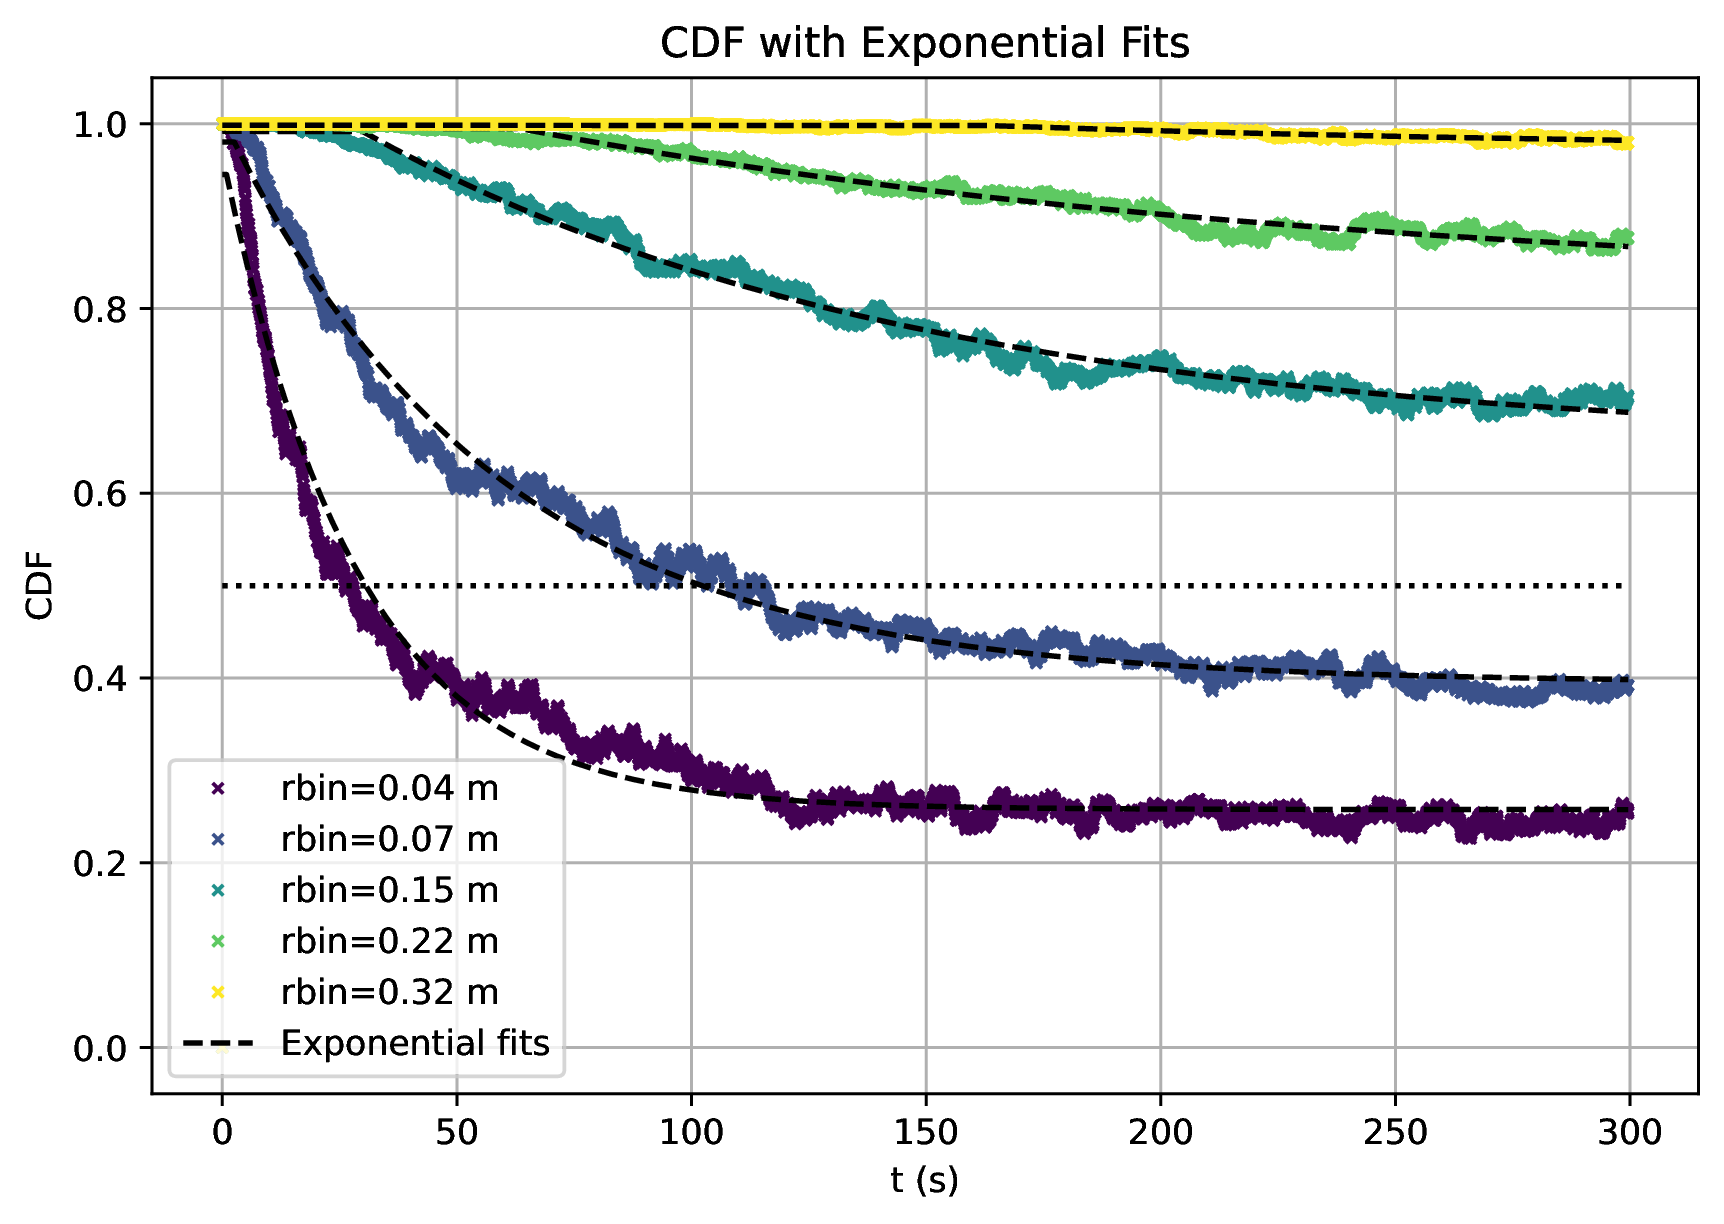 CDF with Exponential Fits
CDF
1.0
0.8
0.6
0.4
0.2
0.0
rbin=0.04 m
rbin=0.07 m
rbin=0.15 m
rbin=0.22 m
rbin=0.32 m
Exponential fits
0 50 100 150 200 250 300
t (s)